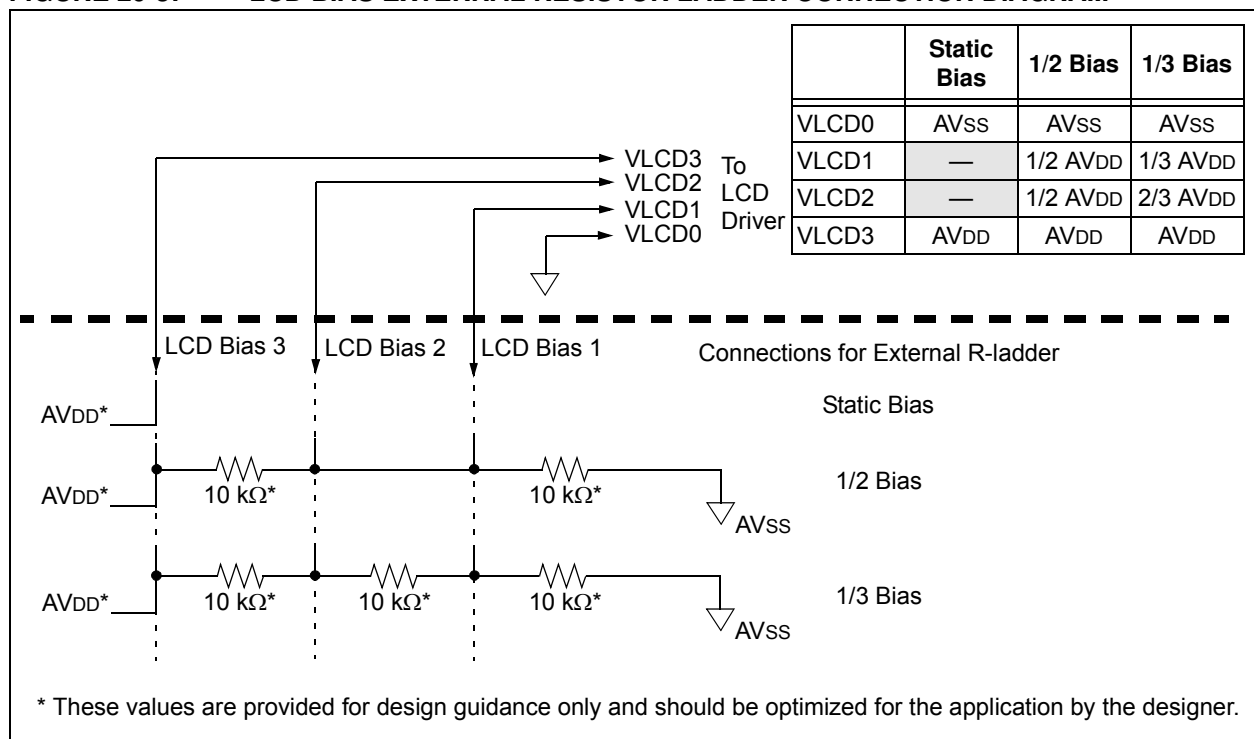 Static Bias 1/2 Bias 1/3 Bias
VLCD0 AVSS AVSS AVSS
VLCD1 — 1/2 AVDD 1/3 AVDD
VLCD2 — 1/2 AVDD 2/3 AVDD
VLCD3 AVDD AVDD AVDD
VLCD3
VLCD2
VLCD1
VLCD0
To
LCD
Driver
LCD Bias 3 LCD Bias 2 LCD Bias 1 Connections for External R-ladder
AVDD* Static Bias
AVDD* 10 kΩ* 10 kΩ* AVSS 1/2 Bias
AVDD* 10 kΩ* 10 kΩ* 10 kΩ* AVSS 1/3 Bias
* These values are provided for design guidance only and should be optimized for the application by the designer.